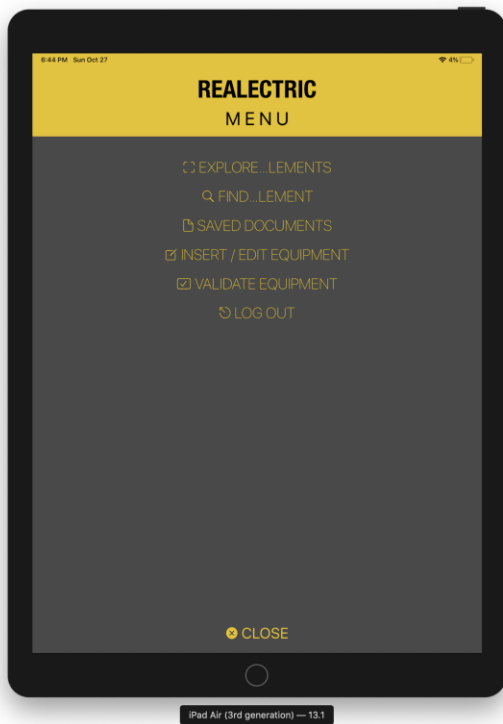 6:44 PM Sun Oct 27
4%
REALECTRIC
MENU
EXPLORE...LEMENTS
FIND...LEMENT
SAVED DOCUMENTS
INSERT / EDIT EQUIPMENT
VALIDATE EQUIPMENT
LOG OUT
CLOSE
iPad Air (3rd generation) — 13.1